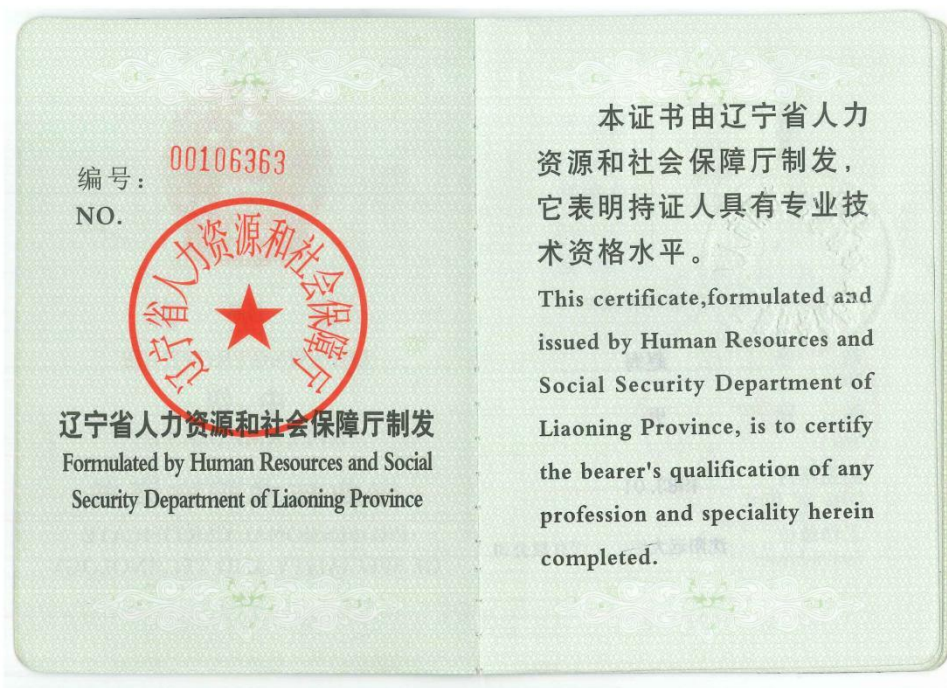 编号：
00106363
NO.
辽宁省人力资源和社会保障厅
辽宁省人力资源和社会保障厅制发
Formulated by Human Resources and Social
Security Department of Liaoning Province
本证书由辽宁省人力
资源和社会保障厅制发，
它表明持证人具有专业技
术资格水平。
This certificate,formulated and
issued by Human Resources and
Social Security Department of
Liaoning Province, is to certify
the bearer's qualification of any
profession and speciality herein
completed.